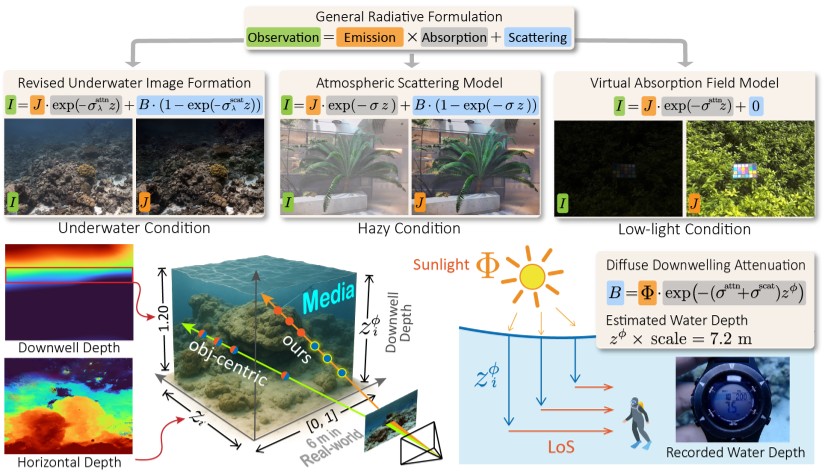 General Radiative Formulation
Observation = Emission × Absorption + Scattering
Revised Underwater Image Formation
I = J · exp(−σ_λ^attn z) + B · (1 − exp(−σ_λ^scat z))
I
J
Underwater Condition
Atmospheric Scattering Model
I = J · exp(−σ z) + B · (1 − exp(−σ z))
I
J
Hazy Condition
Virtual Absorption Field Model
I = J · exp(−σ^attn z) + 0
I
J
Low-light Condition
Downwell Depth
Horizontal Depth
1.20
Media
z_i^ϕ
Downwell
Depth
obj-centric
ours
z_i
[0, 1]
6 m in
Real-world
Sunlight Φ
z_i^ϕ
LoS
Diffuse Downwelling Attenuation
B = Φ · exp(−(σ^attn + σ^scat) z^ϕ)
Estimated Water Depth
z^ϕ × scale = 7.2 m
Recorded Water Depth